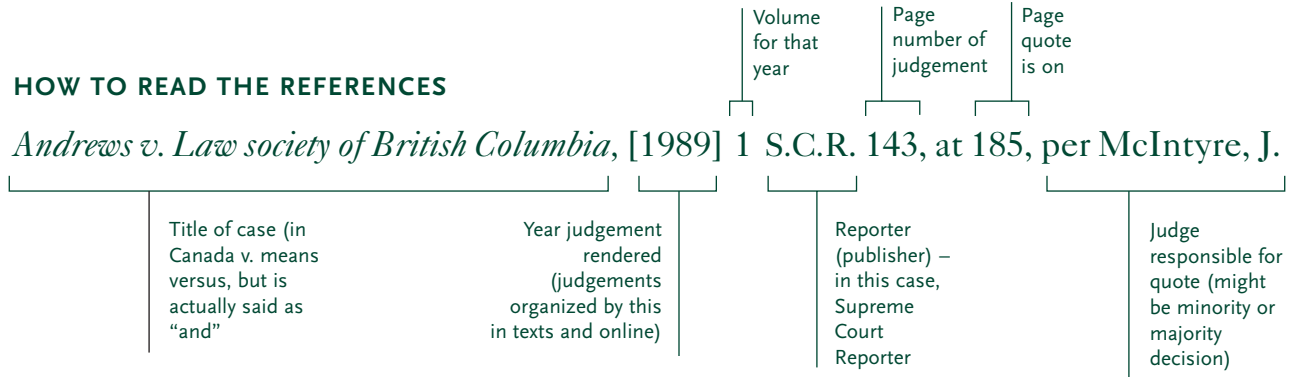 Volume
for that
year
Page
number of
judgement
Page
quote
is on
HOW TO READ THE REFERENCES
Andrews v. Law society of British Columbia, [1989] 1 S.C.R. 143, at 185, per McIntyre, J.
Title of case (in
Canada v. means
versus, but is
actually said as
“and”
Year judgement
rendered
(judgements
organized by this
in texts and online)
Reporter
(publisher) –
in this case,
Supreme
Court
Reporter
Judge
responsible for
quote (might
be minority or
majority
decision)